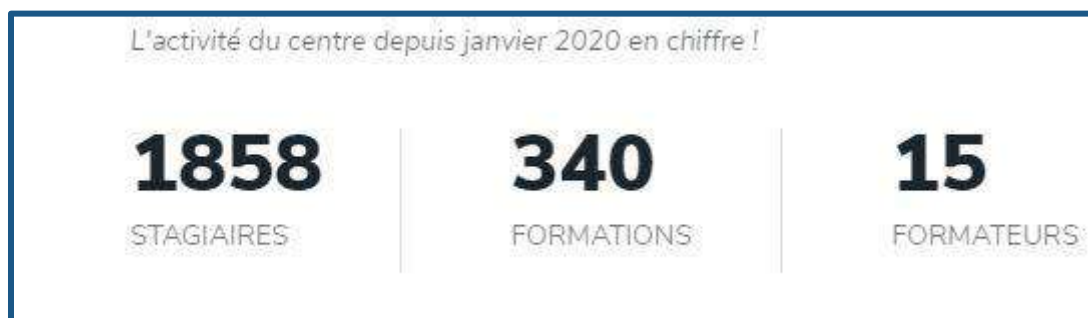 L'activité du centre depuis janvier 2020 en chiffre !
1858 340 15
STAGIAIRES FORMATIONS FORMATEURS